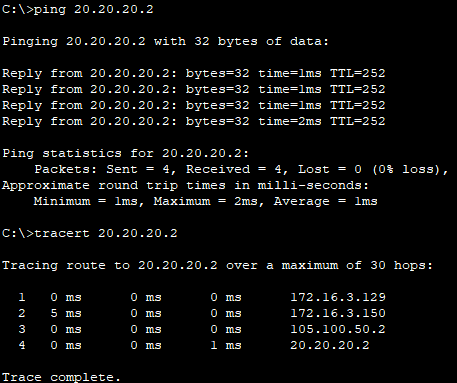 C:\>ping 20.20.20.2
Pinging 20.20.20.2 with 32 bytes of data:
Reply from 20.20.20.2: bytes=32 time=1ms TTL=252
Reply from 20.20.20.2: bytes=32 time=1ms TTL=252
Reply from 20.20.20.2: bytes=32 time=1ms TTL=252
Reply from 20.20.20.2: bytes=32 time=2ms TTL=252
Ping statistics for 20.20.20.2:
    Packets: Sent = 4, Received = 4, Lost = 0 (0% loss),
Approximate round trip times in milli-seconds:
    Minimum = 1ms, Maximum = 2ms, Average = 1ms
C:\>tracert 20.20.20.2
Tracing route to 20.20.20.2 over a maximum of 30 hops:
  1   0 ms      0 ms      0 ms      172.16.3.129
  2   5 ms      0 ms      0 ms      172.16.3.150
  3   0 ms      0 ms      0 ms      105.100.50.2
  4   0 ms      0 ms      1 ms      20.20.20.2
Trace complete.